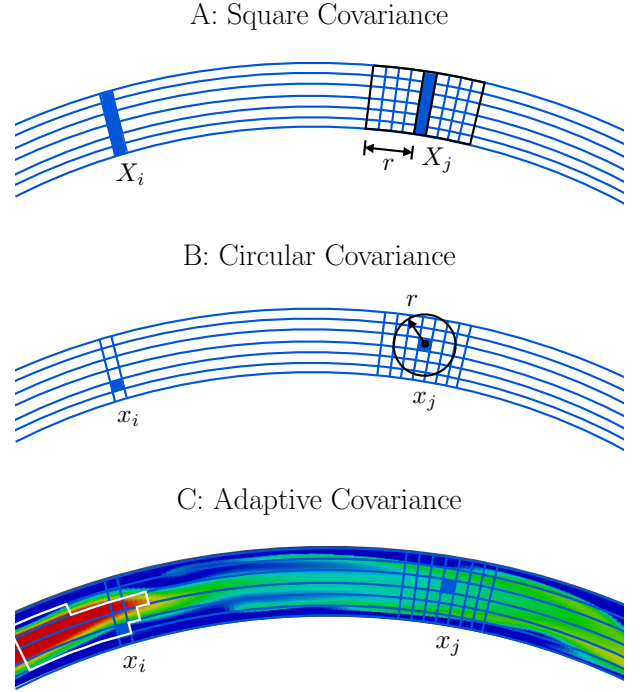 A: Square Covariance
X_i
r
X_j
B: Circular Covariance
r
x_i
x_j
C: Adaptive Covariance
x_i
x_j